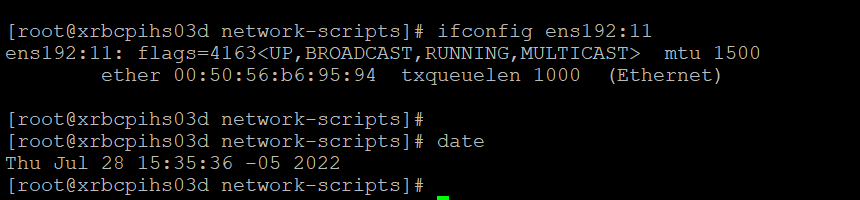 [root@xrbcpihs03d network-scripts]# ifconfig ens192:11
ens192:11: flags=4163<UP,BROADCAST,RUNNING,MULTICAST>  mtu 1500
        ether 00:50:56:b6:95:94  txqueuelen 1000  (Ethernet)
[root@xrbcpihs03d network-scripts]#
[root@xrbcpihs03d network-scripts]# date
Thu Jul 28 15:35:36 -05 2022
[root@xrbcpihs03d network-scripts]#